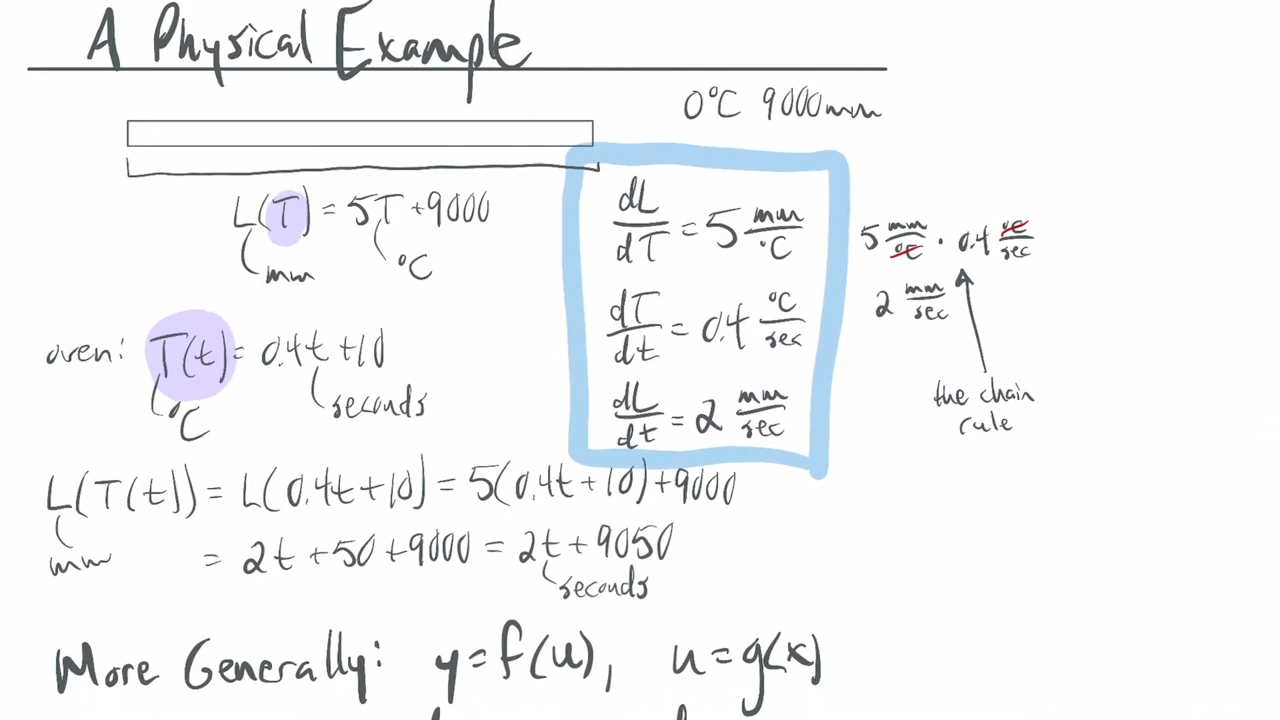 A Physical Example
0°C 9000mm
L(T) = 5T + 9000
mm
°C
oven: T(t) = 0.4t + 10
°C
seconds
dL/dT = 5 mm/°C
dT/dt = 0.4 °C/sec
dL/dt = 2 mm/sec
5 mm/°C · 0.4 °C/sec
2 mm/sec
the chain
rule
L(T(t)) = L(0.4t+10) = 5(0.4t+10)+9000
mm
= 2t + 50 + 9000 = 2t + 9050
seconds
More Generally: y = f(u), u = g(x)